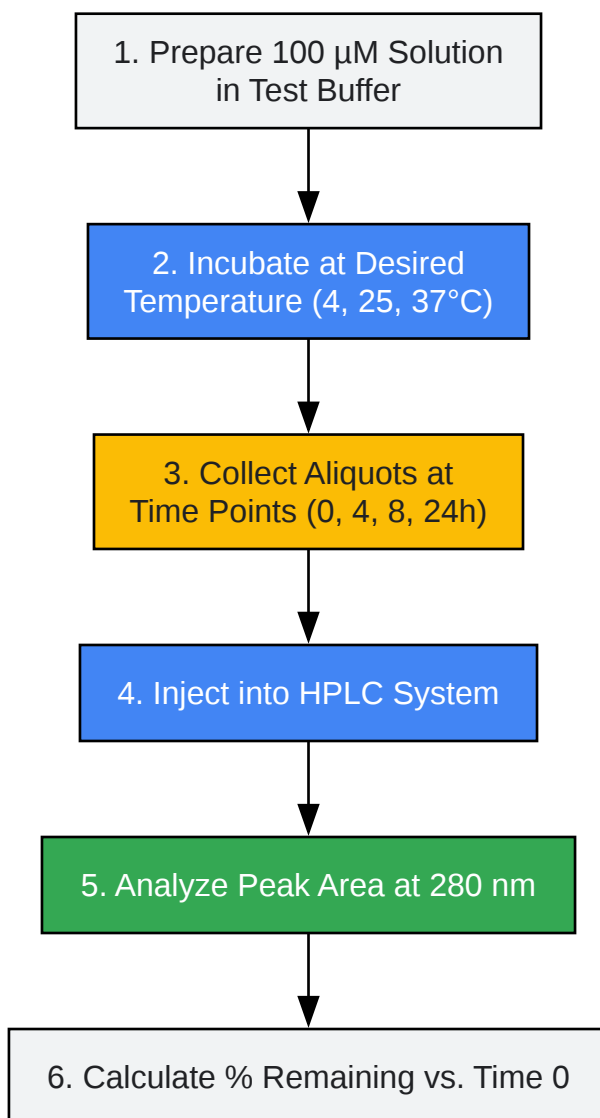 1. Prepare 100 µM Solution
in Test Buffer
2. Incubate at Desired
Temperature (4, 25, 37°C)
3. Collect Aliquots at
Time Points (0, 4, 8, 24h)
4. Inject into HPLC System
5. Analyze Peak Area at 280 nm
6. Calculate % Remaining vs. Time 0